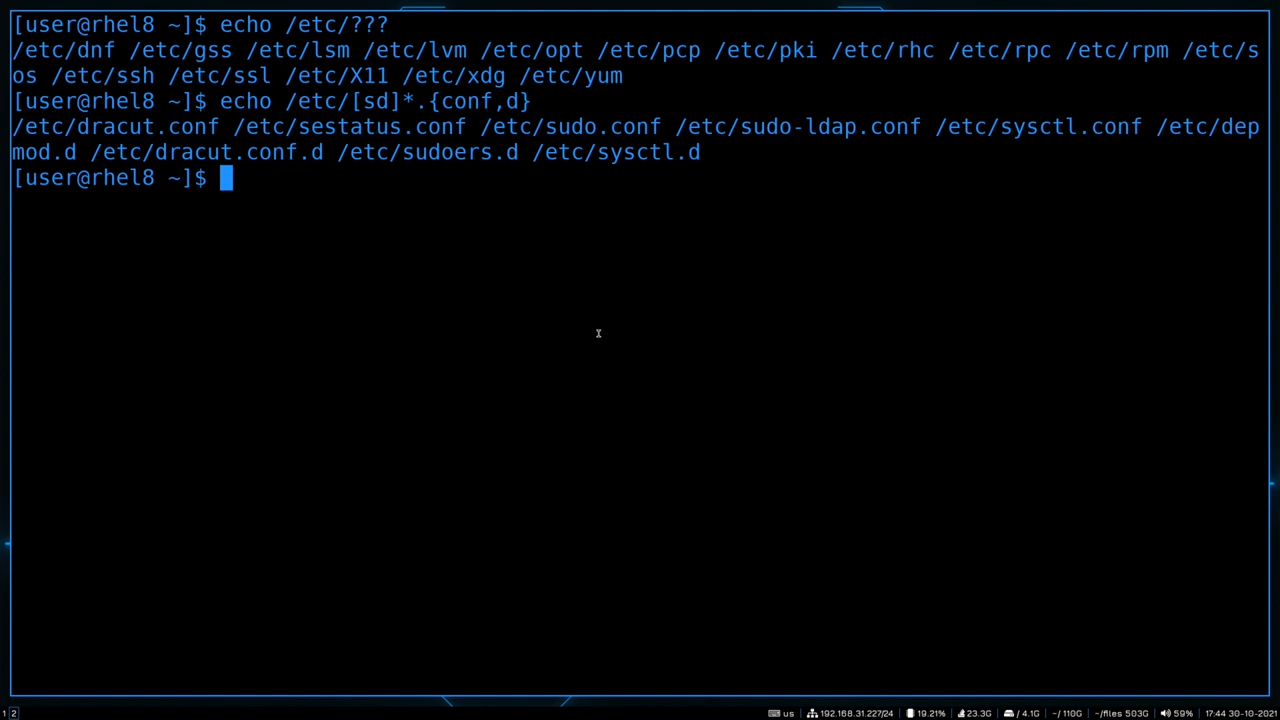 [user@rhel8 ~]$ echo /etc/???
/etc/dnf /etc/gss /etc/lsm /etc/lvm /etc/opt /etc/pcp /etc/pki /etc/rhc /etc/rpc /etc/rpm /etc/s
os /etc/ssh /etc/ssl /etc/X11 /etc/xdg /etc/yum
[user@rhel8 ~]$ echo /etc/[sd]*.{conf,d}
/etc/dracut.conf /etc/sestatus.conf /etc/sudo.conf /etc/sudo-ldap.conf /etc/sysctl.conf /etc/dep
mod.d /etc/dracut.conf.d /etc/sudoers.d /etc/sysctl.d
[user@rhel8 ~]$
1 2 us 192.168.31.227/24 19.21% 23.3G / 4.1G ~/ 110G ~/files 503G 59% 17:44 30-10-2021